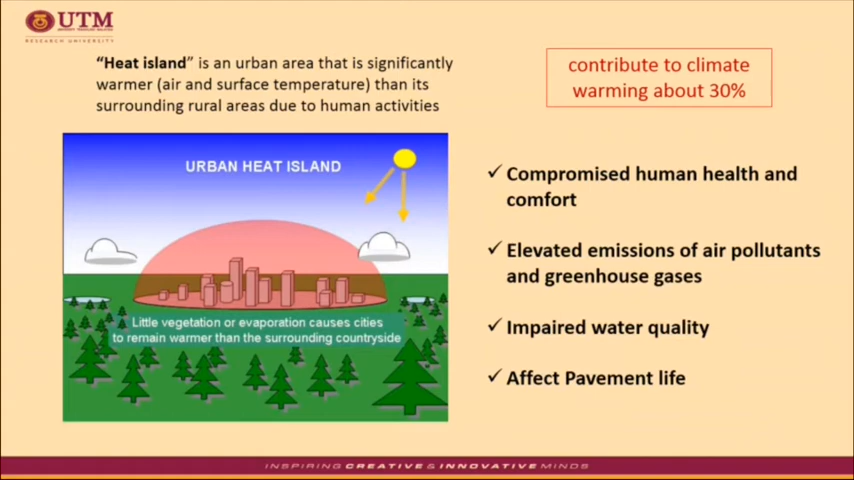 UTM
RESEARCH UNIVERSITY
“Heat island” is an urban area that is significantly
warmer (air and surface temperature) than its
surrounding rural areas due to human activities
contribute to climate
warming about 30%
URBAN HEAT ISLAND
Little vegetation or evaporation causes cities
to remain warmer than the surrounding countryside
✓ Compromised human health and
comfort
✓ Elevated emissions of air pollutants
and greenhouse gases
✓ Impaired water quality
✓ Affect Pavement life
INSPIRING CREATIVE & INNOVATIVE MINDS